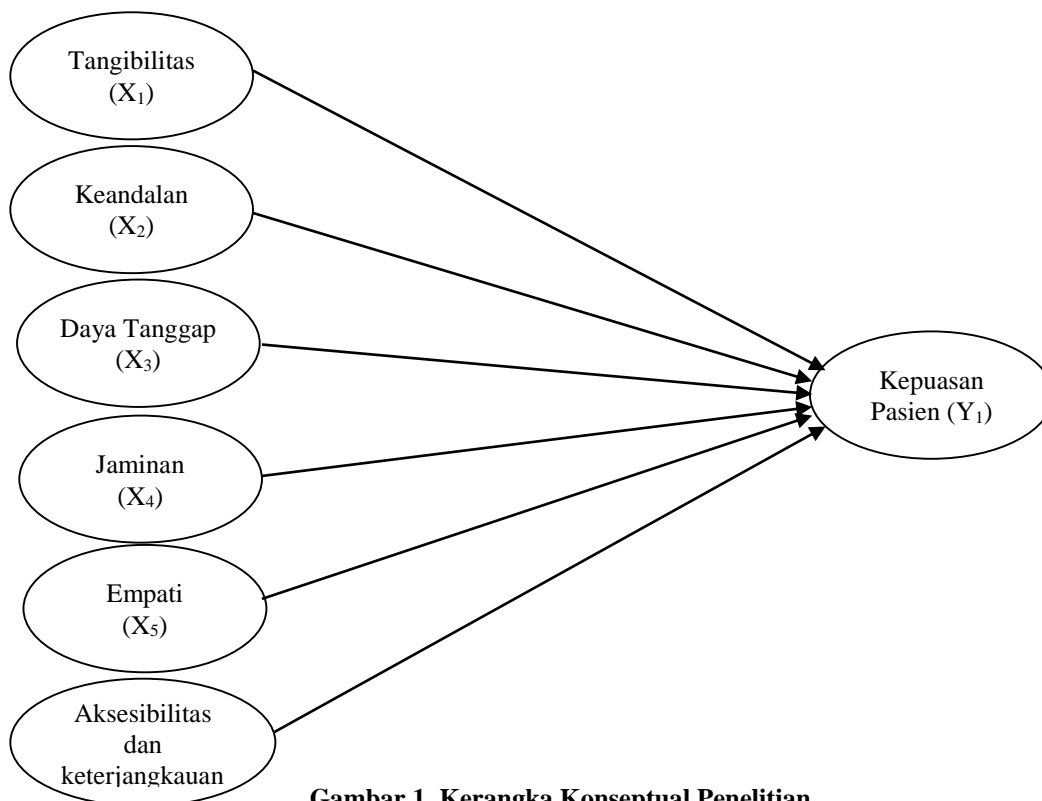 Tangibilitas
(X₁)
Keandalan
(X₂)
Daya Tanggap
(X₃)
Jaminan
(X₄)
Empati
(X₅)
Aksesibilitas
dan
keterjangkauan
Kepuasan
Pasien (Y₁)
Gambar 1. Kerangka Konseptual Penelitian